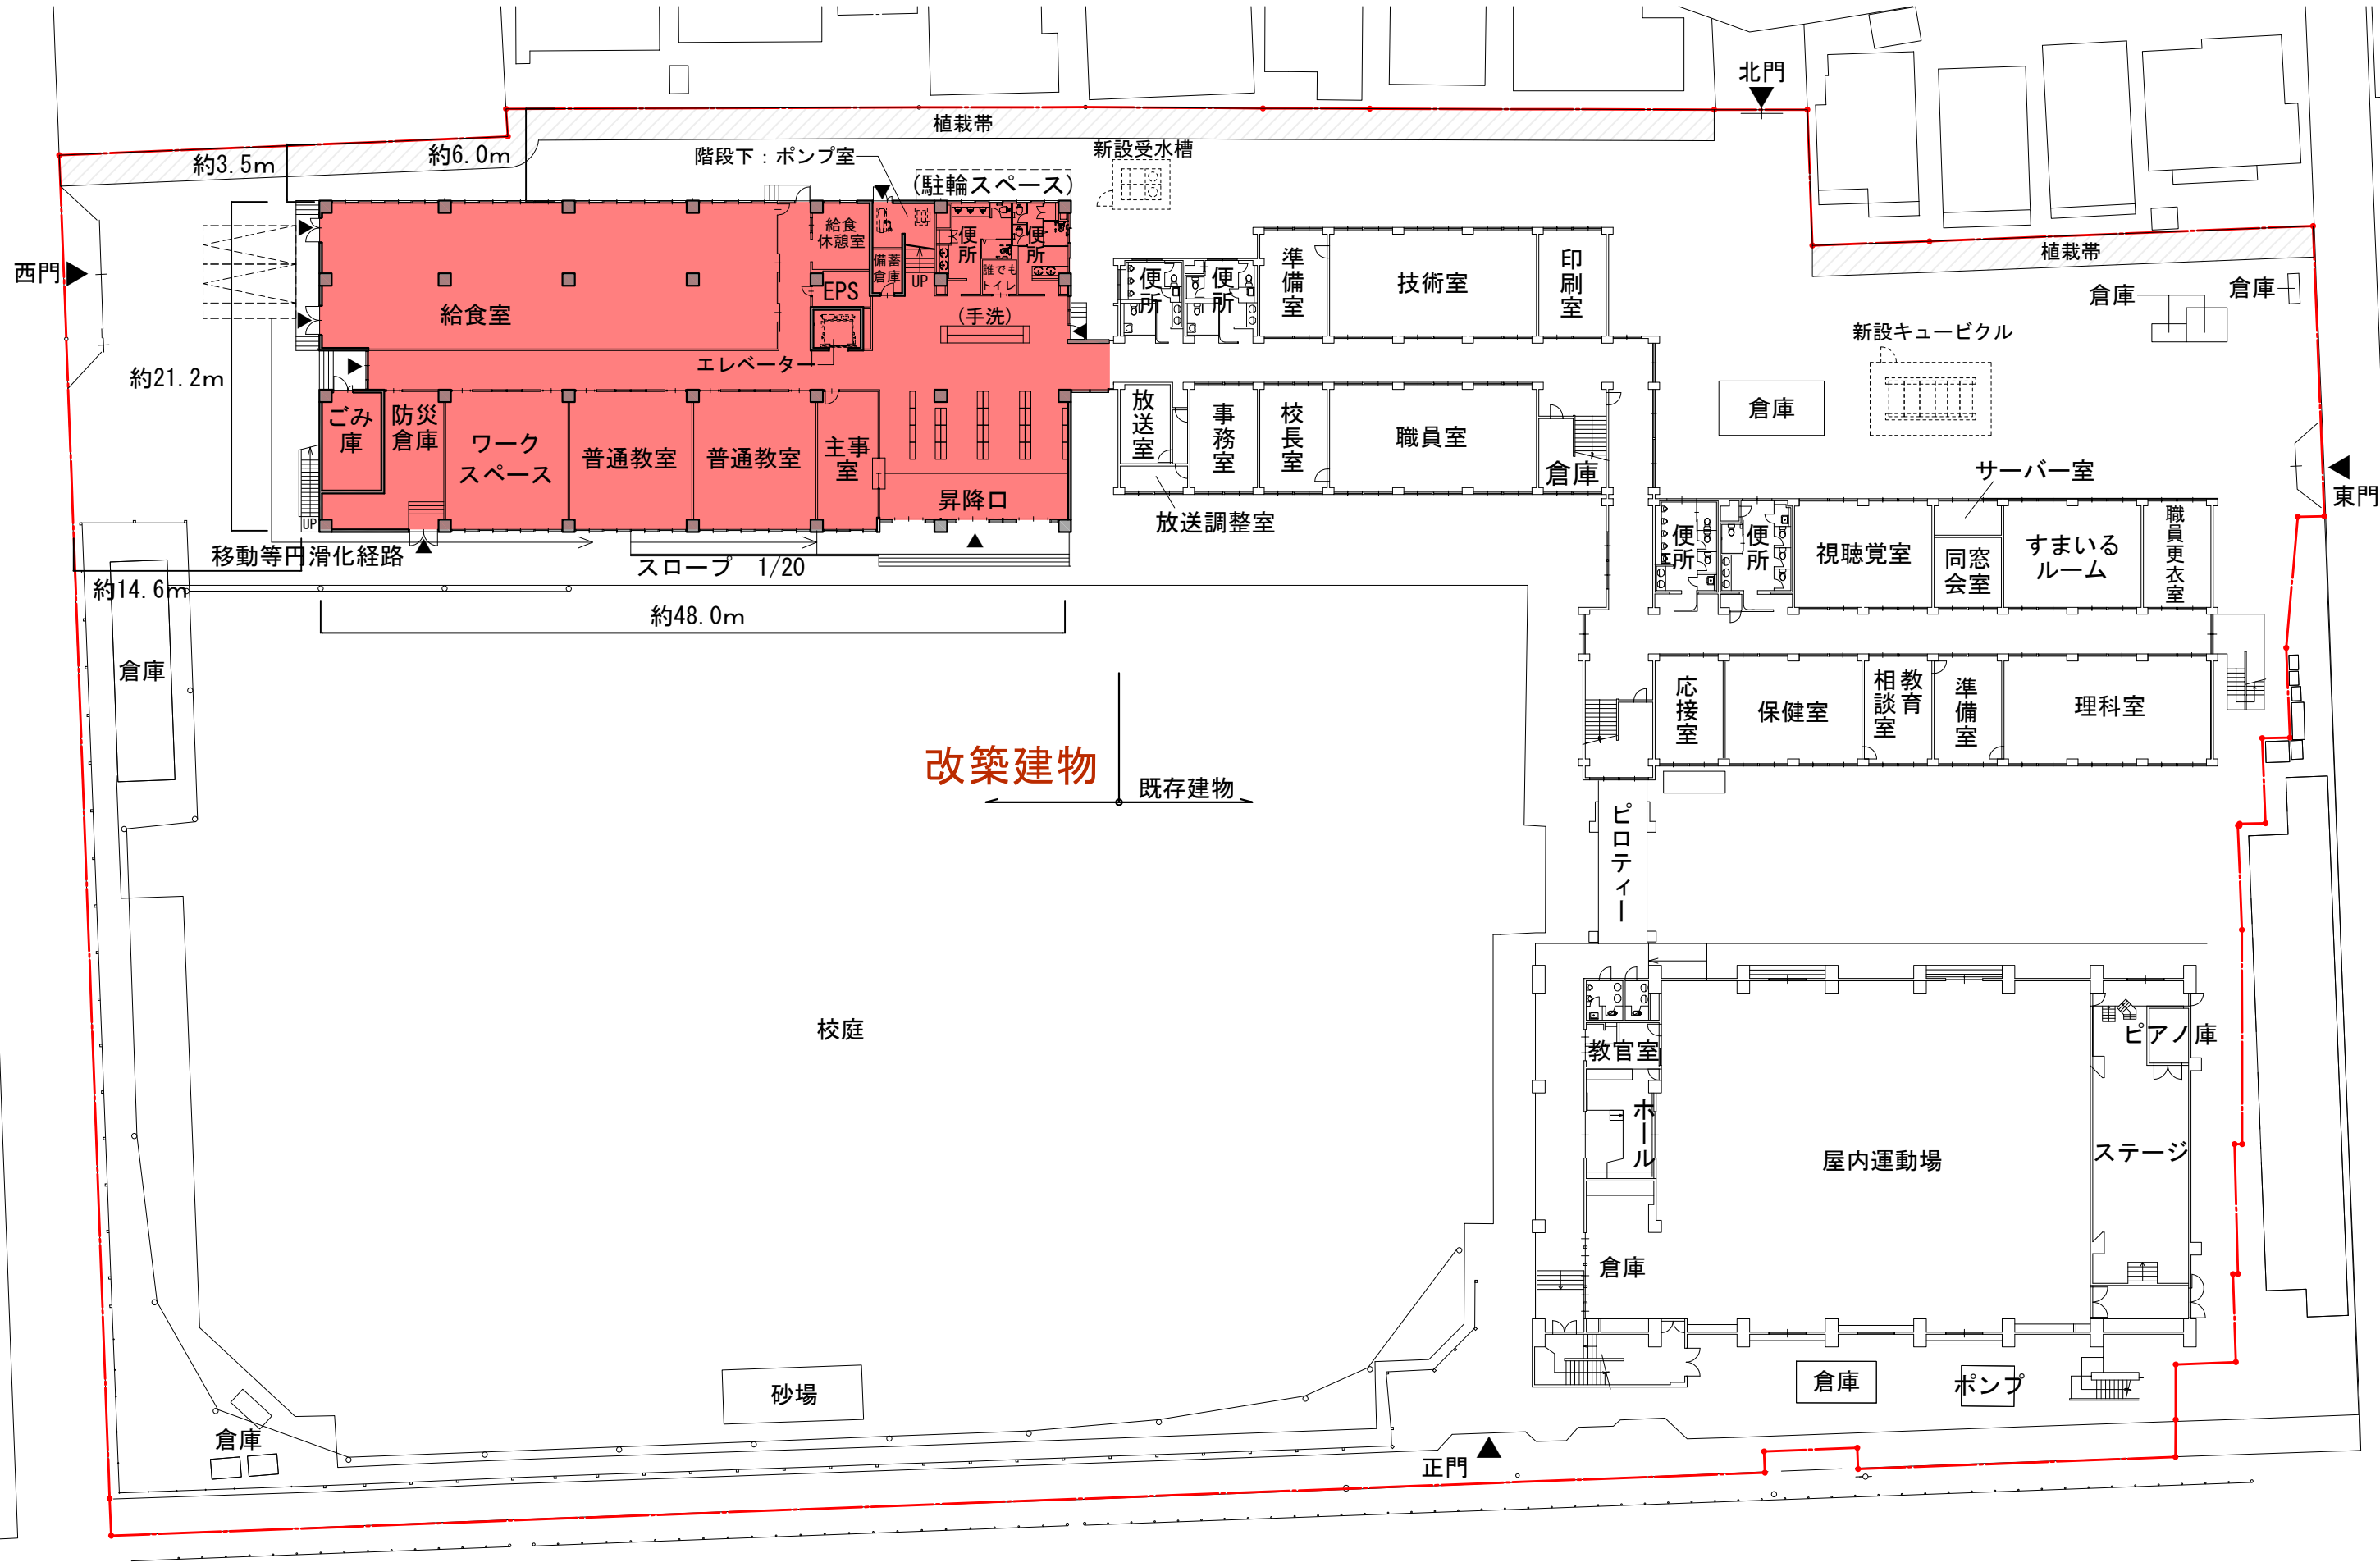 北門
植栽帯
約3.5m
約6.0m
階段下：ポンプ室
新設受水槽
(駐輪スペース)
植栽帯
西門
給食室
給食
休憩室
備蓄
倉庫
UP
便所
便所
誰でも
トイレ
EPS
(手洗)
エレベーター
約21.2m
便所
便所
準備室
技術室
印刷室
倉庫
倉庫
新設キュービクル
倉庫
ごみ
庫
防災
倉庫
ワーク
スペース
普通教室
普通教室
主事
室
昇降口
放送室
事務室
校長室
職員室
倉庫
放送調整室
サーバー室
東門
UP
移動等円滑化経路
スロープ 1/20
約14.6m
約48.0m
便所
便所
視聴覚室
同窓
会室
すまいる
ルーム
職員更衣室
倉庫
応接室
保健室
教育
相談室
準備室
理科室
改築建物
既存建物
ピロティー
校庭
教官室
ピアノ庫
ホール
屋内運動場
ステージ
倉庫
砂場
倉庫
倉庫
ポンプ
正門